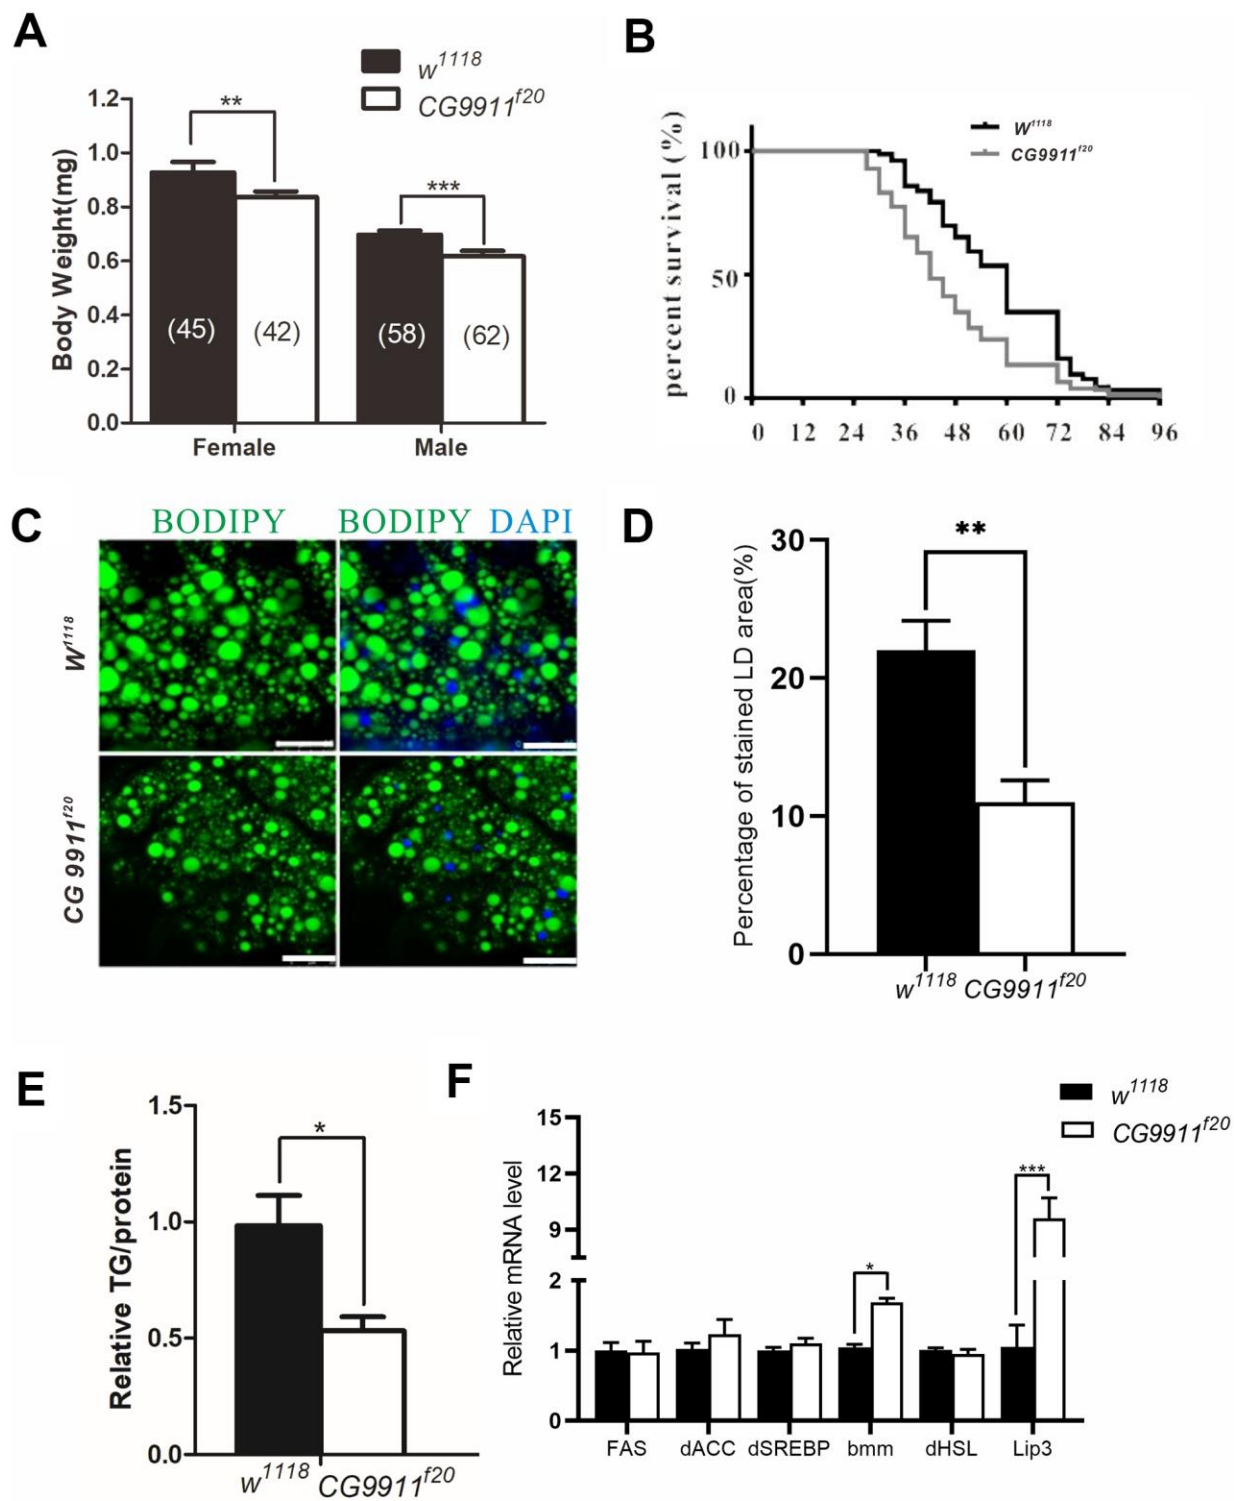 A
w1118
CG9911f20
Body Weight(mg)
1.2
1.0
0.8
0.6
0.4
0.2
0.0
**
***
(45)
(42)
(58)
(62)
Female
Male
B
W1118
CG9911f20
percent survival (%)
100
50
0
0 12 24 36 48 60 72 84 96
C
BODIPY
BODIPY DAPI
W1118
CG 9911f20
D
Percentage of stained LD area(%)
30
20
10
0
**
w1118 CG9911f20
E
Relative TG/protein
1.5
1.0
0.5
0.0
*
w1118 CG9911f20
F
w1118
CG9911f20
Relative mRNA level
15
12
9
2
1
0
*
***
FAS dACC dSREBP bmm dHSL Lip3